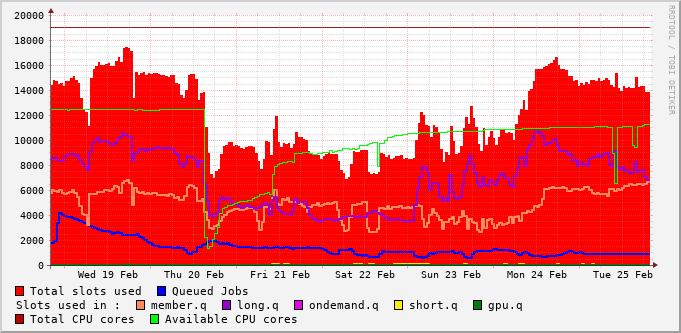 20000
18000
16000
14000
12000
10000
8000
6000
4000
2000
0
Wed 19 Feb Thu 20 Feb Fri 21 Feb Sat 22 Feb Sun 23 Feb Mon 24 Feb Tue 25 Feb
RRDTOOL / TOBI OETIKER
Total slots used Queued Jobs
Slots used in : member.q long.q ondemand.q short.q gpu.q
Total CPU cores Available CPU cores